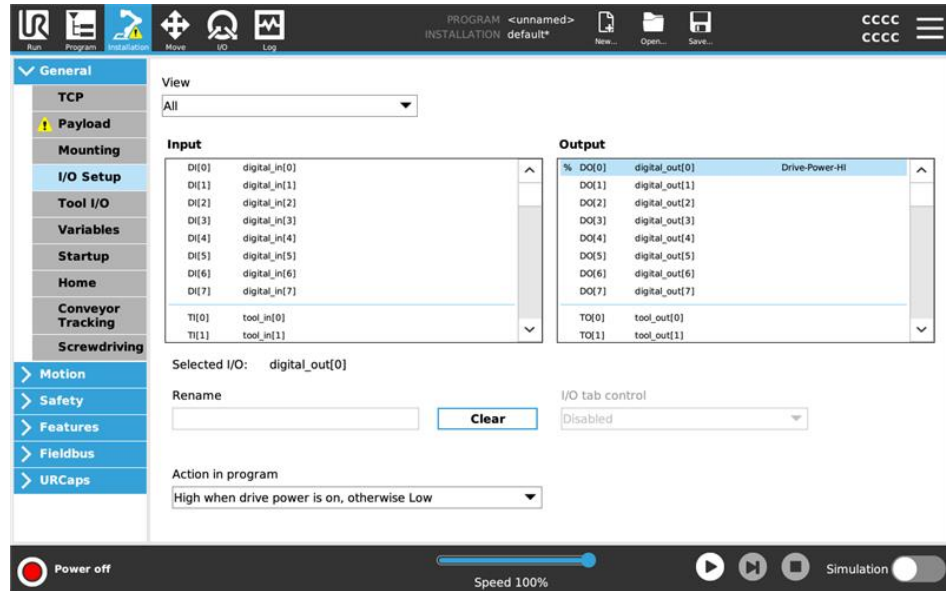 PROGRAM <unnamed>
INSTALLATION default*
CCCC
CCCC
Run
Program
Installation
Move
I/O
Log
New...
Open...
Save...
General
TCP
Payload
Mounting
I/O Setup
Tool I/O
Variables
Startup
Home
Conveyor
Tracking
Screwdriving
Motion
Safety
Features
Fieldbus
URCaps
View
All
Input
DI[0] digital_in[0]
DI[1] digital_in[1]
DI[2] digital_in[2]
DI[3] digital_in[3]
DI[4] digital_in[4]
DI[5] digital_in[5]
DI[6] digital_in[6]
DI[7] digital_in[7]
TI[0] tool_in[0]
TI[1] tool_in[1]
Output
% DO[0] digital_out[0] Drive-Power-HI
DO[1] digital_out[1]
DO[2] digital_out[2]
DO[3] digital_out[3]
DO[4] digital_out[4]
DO[5] digital_out[5]
DO[6] digital_out[6]
DO[7] digital_out[7]
TO[0] tool_out[0]
TO[1] tool_out[1]
Selected I/O: digital_out[0]
Rename
Clear
I/O tab control
Disabled
Action in program
High when drive power is on, otherwise Low
Power off
Speed 100%
Simulation